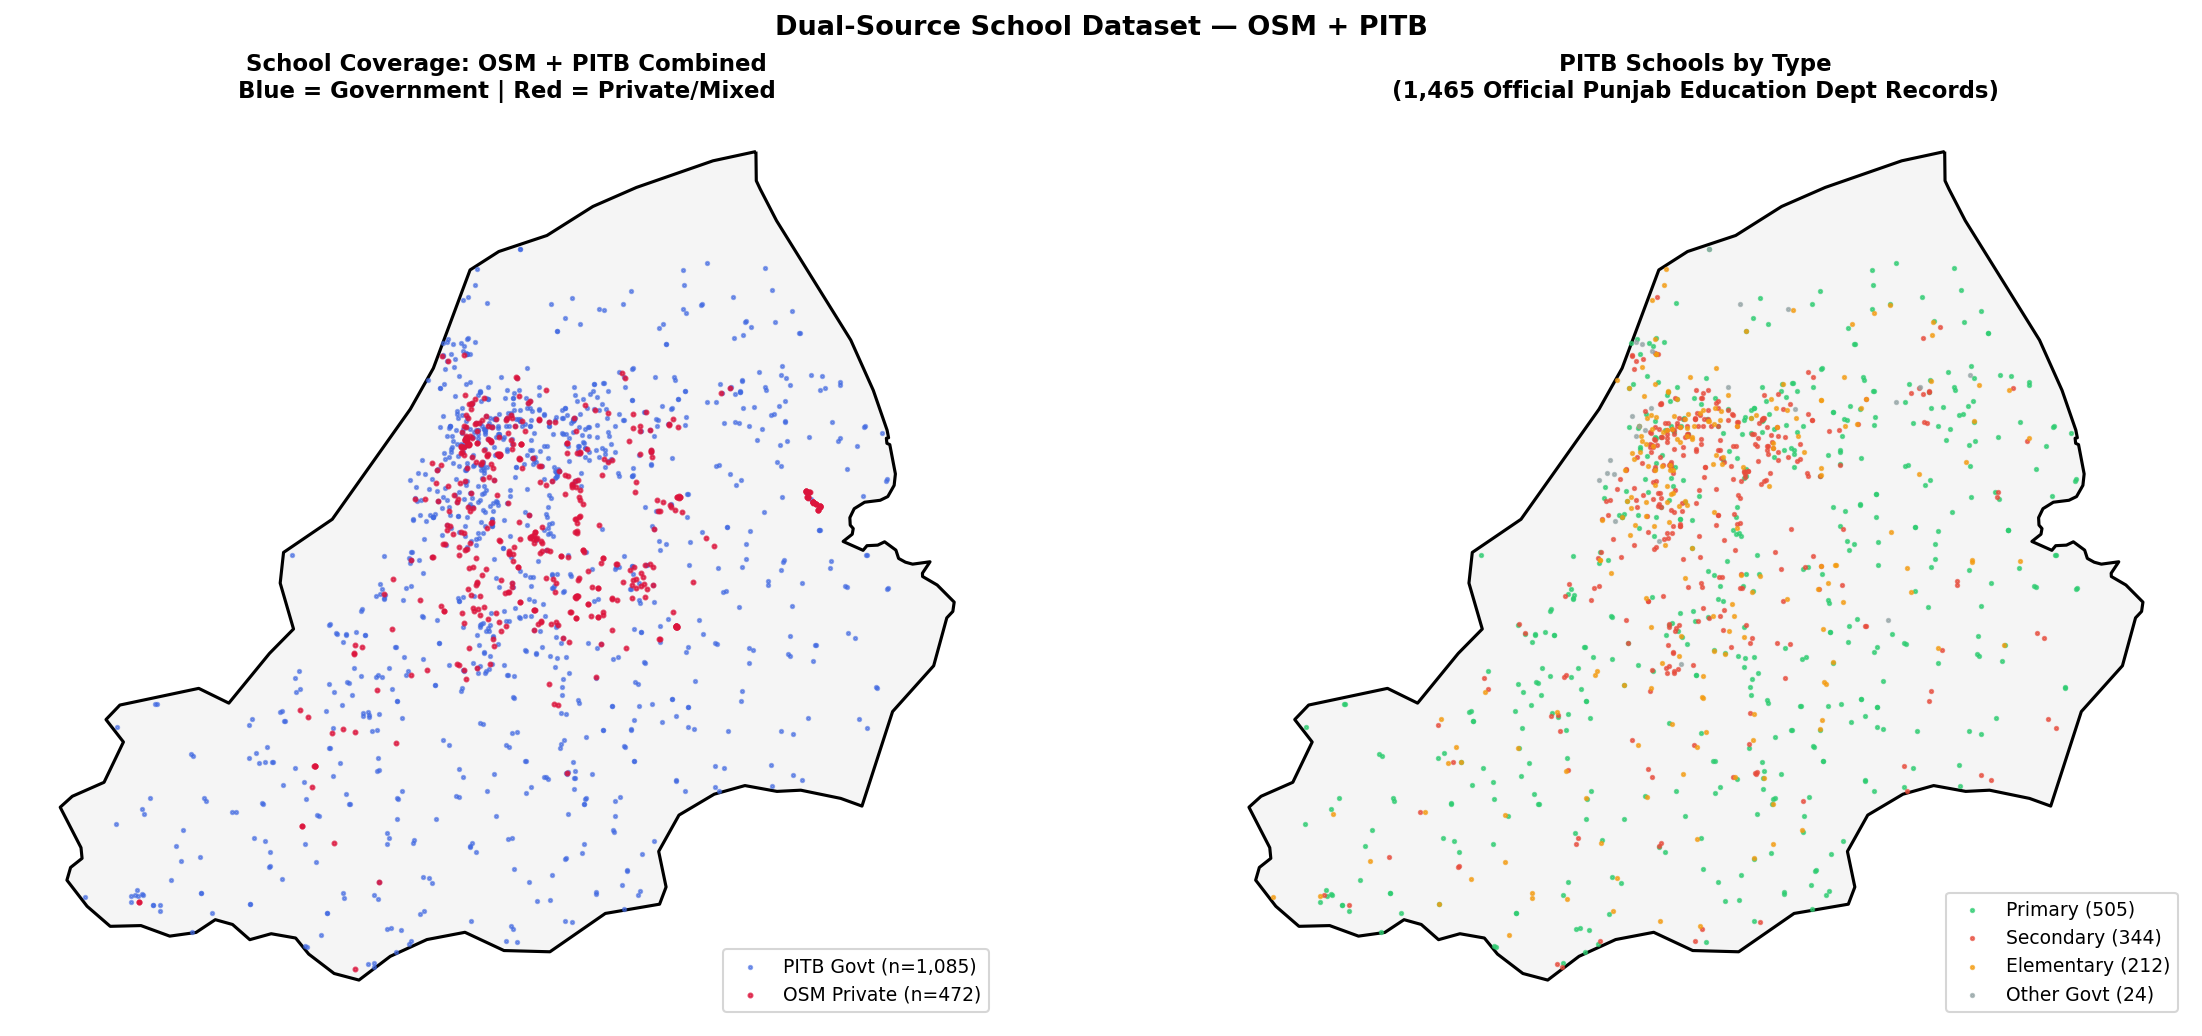 Dual-Source School Dataset — OSM + PITB
School Coverage: OSM + PITB Combined
Blue = Government | Red = Private/Mixed
PITB Govt (n=1,085)
OSM Private (n=472)
PITB Schools by Type
(1,465 Official Punjab Education Dept Records)
Primary (505)
Secondary (344)
Elementary (212)
Other Govt (24)